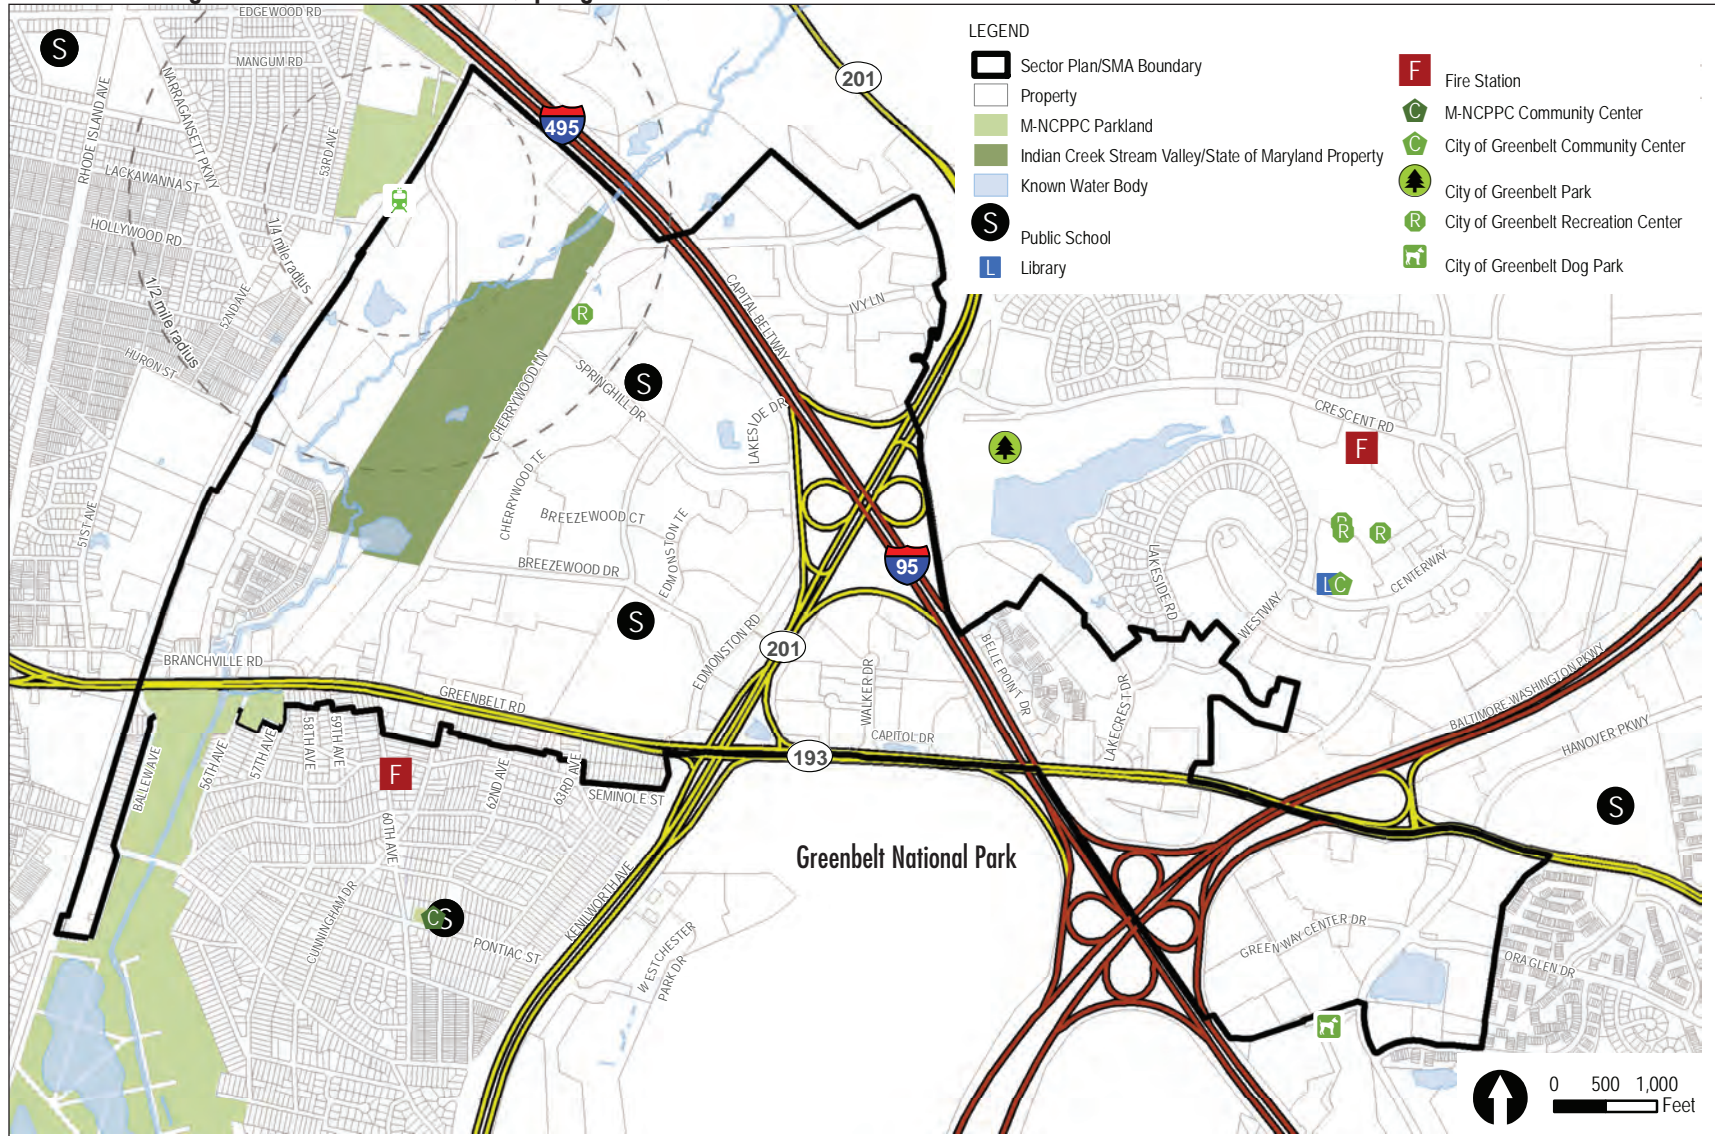 EDGEWOOD RD
MANGUM RD
RHODE ISLAND AVE
NARRAGANSETT PKWY
53RD AVE
LACKAWANNA ST
HOLLYWOOD RD
1/4 mile radius
1/2 mile radius
52ND AVE
HURON ST
51ST AVE
S
495
201
CAPITAL BELTWAY
IVY LN
R
CHERRYWOOD LN
SPRINGHILL DR
S
LAKESIDE DR
CHERRYWOOD TE
BREEZEWOOD CT
EDMONSTON TE
BREEZEWOOD DR
S
EDMONSTON RD
95
201
BRANCHVILLE RD
GREENBELT RD
WALKER DR
CAPITOL DR
193
BELLE POINT DR
LAKECREST DR
LAKESIDE RD
WESTWAY
CENTERWAY
CRESCENT RD
F
R
R
R
L
C
BALTIMORE-WASHINGTON PKWY
HANOVER PKWY
S
BALLEW AVE
56TH AVE
57TH AVE
58TH AVE
59TH AVE
F
60TH AVE
62ND AVE
63RD AVE
SEMINOLE ST
CUNNINGHAM DR
C
S
PONTIAC ST
KENILWORTH AVE
WESTCHESTER
PARK DR
Greenbelt National Park
GREENWAY CENTER DR
ORA GLEN DR
LEGEND
Sector Plan/SMA Boundary
Property
M-NCPPC Parkland
Indian Creek Stream Valley/State of Maryland Property
Known Water Body
S
Public School
L
Library
F
Fire Station
C
M-NCPPC Community Center
C
City of Greenbelt Community Center
City of Greenbelt Park
R
City of Greenbelt Recreation Center
City of Greenbelt Dog Park
0 500 1,000
Feet